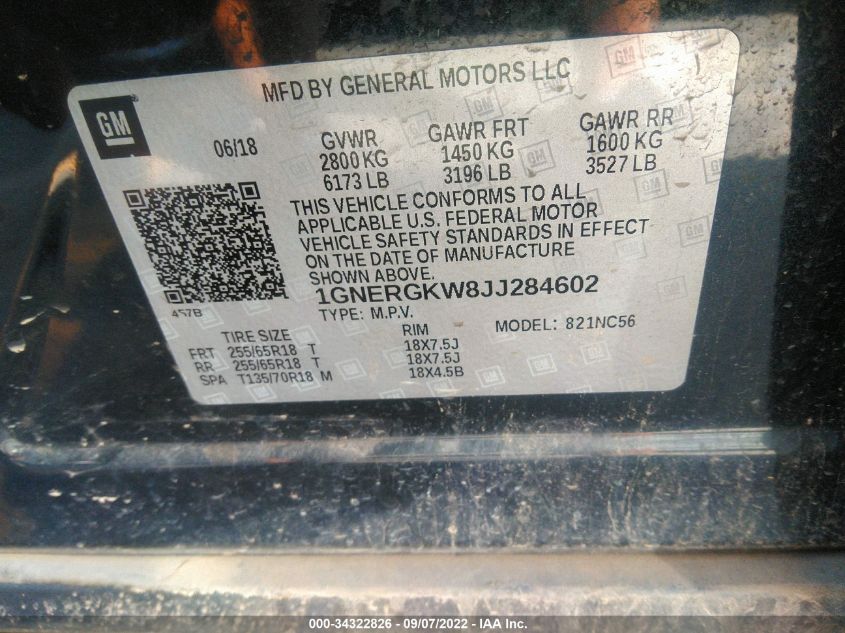 MFD BY GENERAL MOTORS LLC
GM
06/18
GVWR
2800 KG
6173 LB
GAWR FRT
1450 KG
3196 LB
GAWR RR
1600 KG
3527 LB
THIS VEHICLE CONFORMS TO ALL
APPLICABLE U.S. FEDERAL MOTOR
VEHICLE SAFETY STANDARDS IN EFFECT
ON THE DATE OF MANUFACTURE
SHOWN ABOVE.
1GNERGKW8JJ284602
457B
TYPE: M.P.V.
MODEL: 821NC56
TIRE SIZE RIM
FRT 255/65R18 T 18X7.5J
RR 255/65R18 T 18X7.5J
SPA T135/70R18 M 18X4.5B
000-34322826 - 09/07/2022 - IAA Inc.